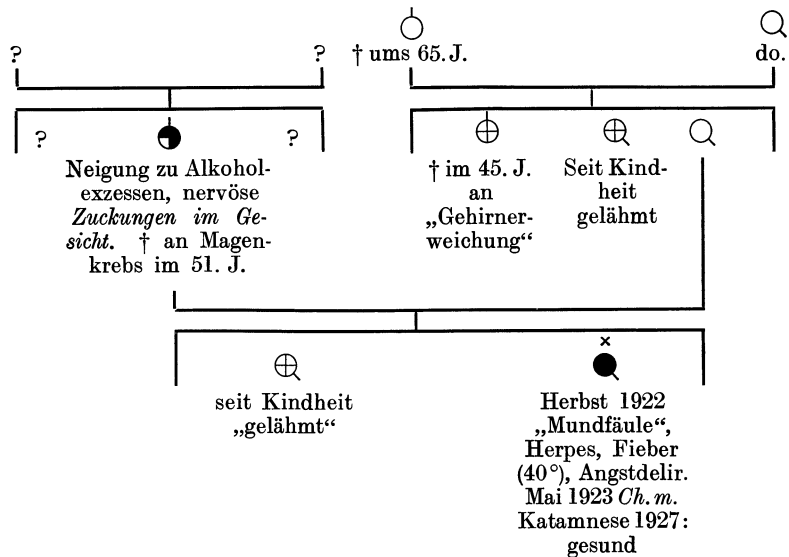 ? ? † ums 65. J. do.
? ?
Neigung zu Alkohol-
exzessen, nervöse
Zuckungen im Ge-
sicht. † an Magen-
krebs im 51. J.
† im 45. J.
an
„Gehirner-
weichung“
Seit Kind-
heit
gelähmt
seit Kindheit
„gelähmt“
×
Herbst 1922
„Mundfäule“,
Herpes, Fieber
(40°), Angstdelir.
Mai 1923 Ch. m.
Katamnese 1927:
gesund